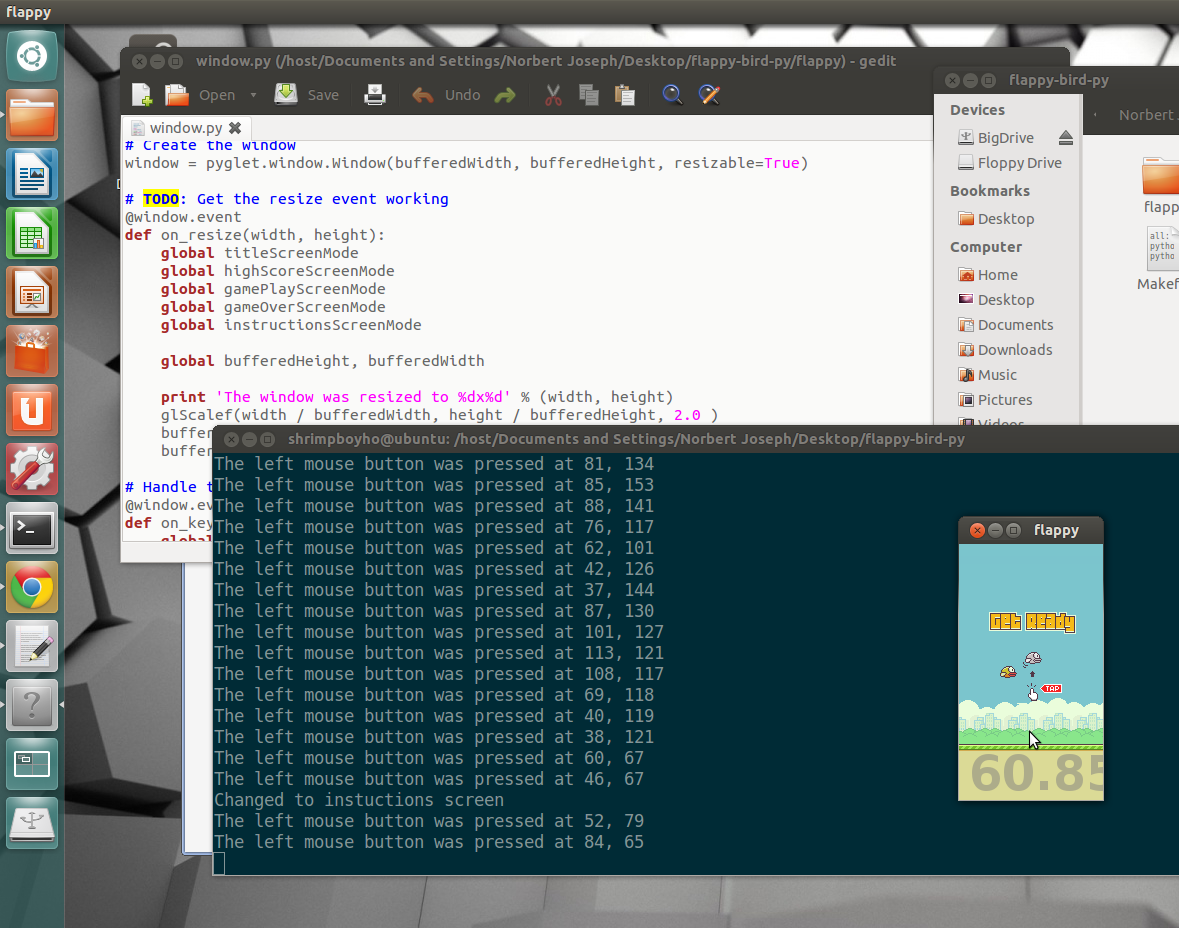 flappy
window.py (/host/Documents and Settings/Norbert Joseph/Desktop/flappy-bird-py/flappy) - gedit
Open
Save
Undo
window.py
# Create the window
window = pyglet.window.Window(bufferedWidth, bufferedHeight, resizable=True)
# TODO: Get the resize event working
@window.event
def on_resize(width, height):
global titleScreenMode
global highScoreScreenMode
global gamePlayScreenMode
global gameOverScreenMode
global instructionsScreenMode
global bufferedHeight, bufferedWidth
print 'The window was resized to %dx%d' % (width, height)
glScalef(width / bufferedWidth, height / bufferedHeight, 2.0 )
buffer
buffer
# Handle t
@window.ev
def on_key
global
flappy-bird-py
Norbert
Devices
BigDrive
Floppy Drive
Bookmarks
Desktop
Computer
Home
Desktop
Documents
Downloads
Music
Pictures
Videos
flapp
all:
pytho
pytho
Makef
shrimpboyho@ubuntu: /host/Documents and Settings/Norbert Joseph/Desktop/flappy-bird-py
The left mouse button was pressed at 81, 134
The left mouse button was pressed at 85, 153
The left mouse button was pressed at 88, 141
The left mouse button was pressed at 76, 117
The left mouse button was pressed at 62, 101
The left mouse button was pressed at 42, 126
The left mouse button was pressed at 37, 144
The left mouse button was pressed at 87, 130
The left mouse button was pressed at 101, 127
The left mouse button was pressed at 113, 121
The left mouse button was pressed at 108, 117
The left mouse button was pressed at 69, 118
The left mouse button was pressed at 40, 119
The left mouse button was pressed at 38, 121
The left mouse button was pressed at 60, 67
The left mouse button was pressed at 46, 67
Changed to instuctions screen
The left mouse button was pressed at 52, 79
The left mouse button was pressed at 84, 65
flappy
Get Ready
TAP
60.85